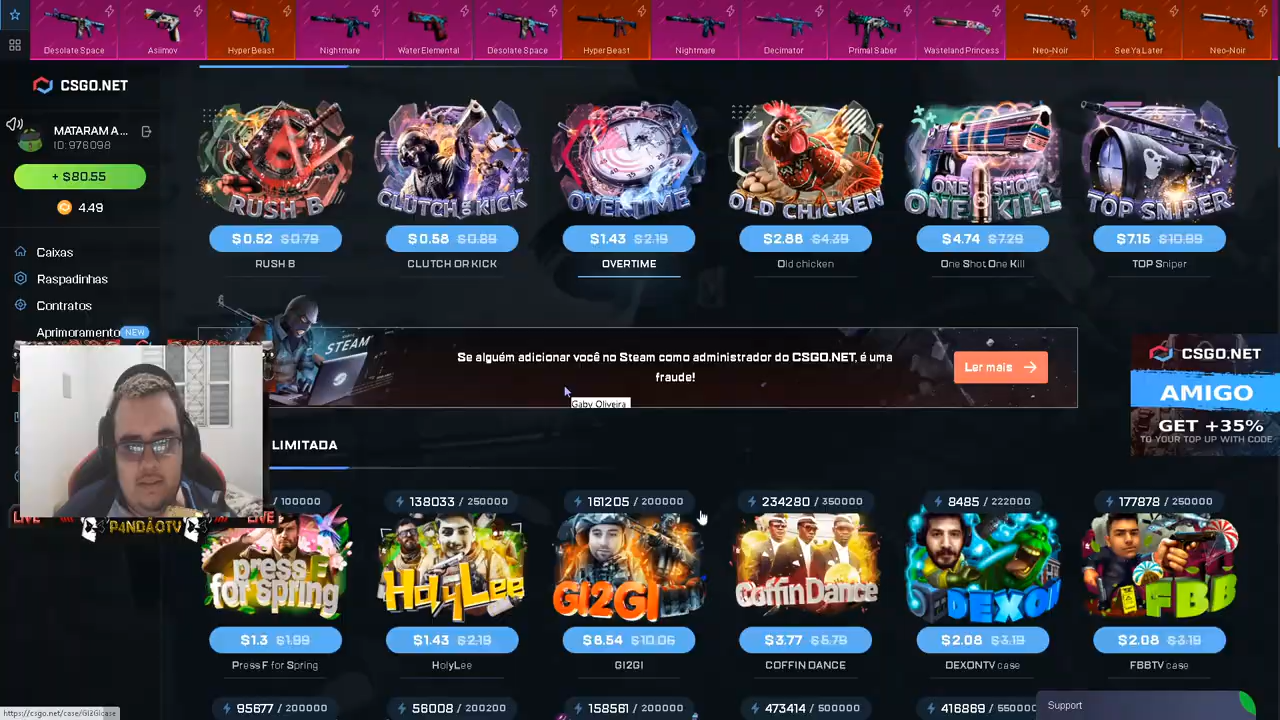 Desolate Space
Asiimov
Hyper Beast
Nightmare
Water Elemental
Desolate Space
Hyper Beast
Nightmare
Decimator
Primal Saber
Wasteland Princess
Neo-Noir
See Ya Later
Neo-Noir
CSGO.NET
MATARAM A...
ID: 976098
+ $80.55
4.49
Caixas
Raspadinhas
Contratos
Aprimoramento NEW
RUSH B
CLUTCH OR KICK
OVERTIME
OLD CHICKEN
ONE SHOT
ONE KILL
TOP SNIPER
$0.52 $0.79
$0.58 $0.89
$1.43 $2.19
$2.88 $4.39
$4.74 $7.29
$7.15 $10.99
RUSH B
CLUTCH OR KICK
OVERTIME
Old chicken
One Shot One Kill
TOP Sniper
STEAM
Se alguém adicionar você no Steam como administrador do CSGO.NET, é uma
fraude!
Ler mais →
Gaby Oliveira
CSGO.NET
AMIGO
GET +35%
TO YOUR TOP UP WITH CODE
LIMITADA
/ 100000
138033 / 250000
161205 / 200000
234280 / 350000
8485 / 222000
177878 / 250000
press F
for Spring
HolyLee
GI2GI
Coffin Dance
DEXON
FBB
$1.3 $1.99
$1.43 $2.19
$6.54 $10.06
$3.77 $5.79
$2.08 $3.19
$2.08 $3.19
Press F for Spring
HolyLee
GI2GI
COFFIN DANCE
DEXONTV case
FBBTV case
LIVE
P4NDÃOTV
LIVE
95677 / 200000
56008 / 200200
158561 / 200000
473414 / 500000
416869 / 550000
Support
https://csgo.net/case/GI2GIcase